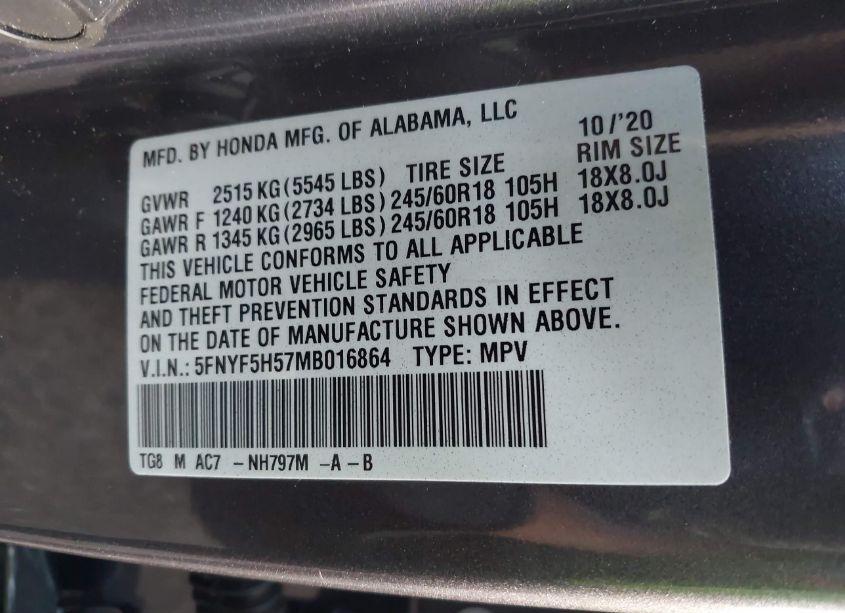 MFD. BY HONDA MFG. OF ALABAMA, LLC 10/'20
GVWR 2515 KG (5545 LBS) TIRE SIZE RIM SIZE
GAWR F 1240 KG (2734 LBS) 245/60R18 105H 18X8.0J
GAWR R 1345 KG (2965 LBS) 245/60R18 105H 18X8.0J
THIS VEHICLE CONFORMS TO ALL APPLICABLE
FEDERAL MOTOR VEHICLE SAFETY
AND THEFT PREVENTION STANDARDS IN EFFECT
ON THE DATE OF MANUFACTURE SHOWN ABOVE.
V.I.N.: 5FNYF5H57MB016864 TYPE: MPV
TG8 M AC7 -NH797M -A -B